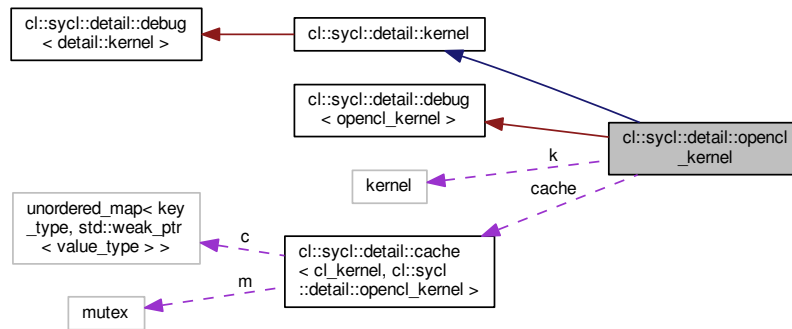 cl::sycl::detail::debug
< detail::kernel >
cl::sycl::detail::kernel
cl::sycl::detail::debug
< opencl_kernel >
cl::sycl::detail::opencl
_kernel
k
kernel
cache
unordered_map< key
_type, std::weak_ptr
< value_type > >
c
cl::sycl::detail::cache
< cl_kernel, cl::sycl
::detail::opencl_kernel >
m
mutex